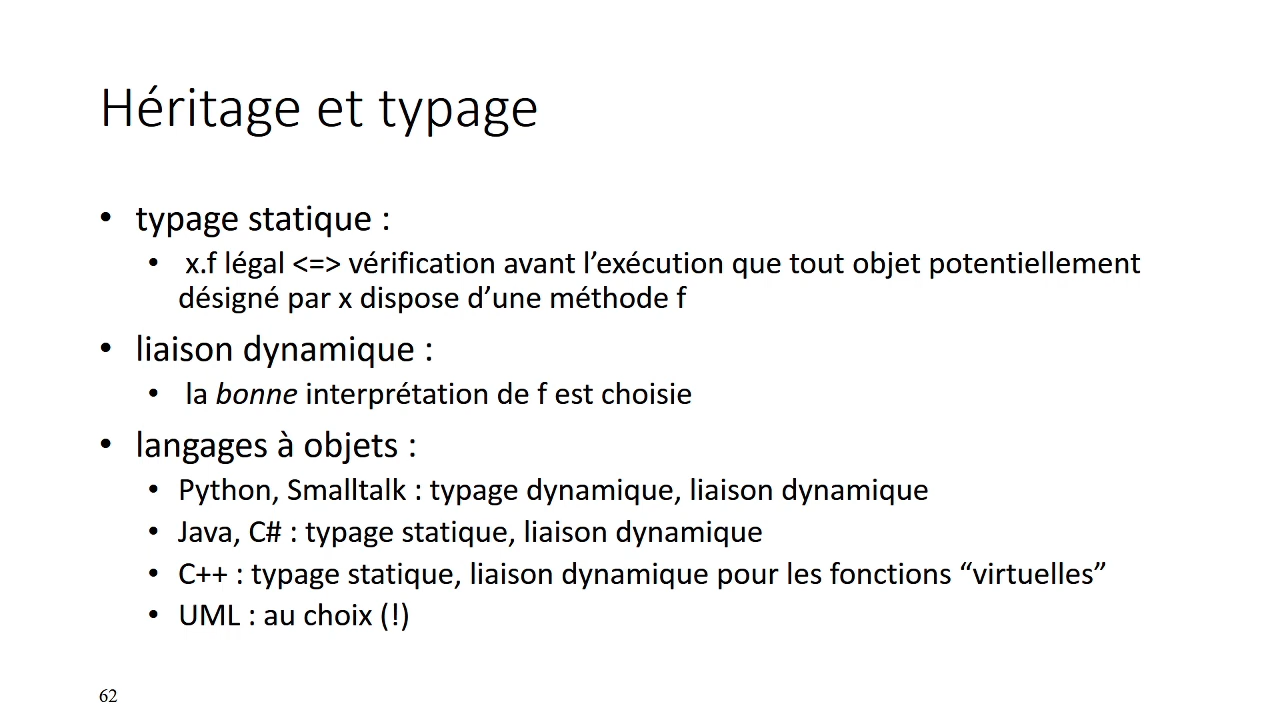 Héritage et typage
• typage statique :
• x.f légal <=> vérification avant l’exécution que tout objet potentiellement
désigné par x dispose d’une méthode f
• liaison dynamique :
• la bonne interprétation de f est choisie
• langages à objets :
• Python, Smalltalk : typage dynamique, liaison dynamique
• Java, C# : typage statique, liaison dynamique
• C++ : typage statique, liaison dynamique pour les fonctions “virtuelles”
• UML : au choix (!)
62